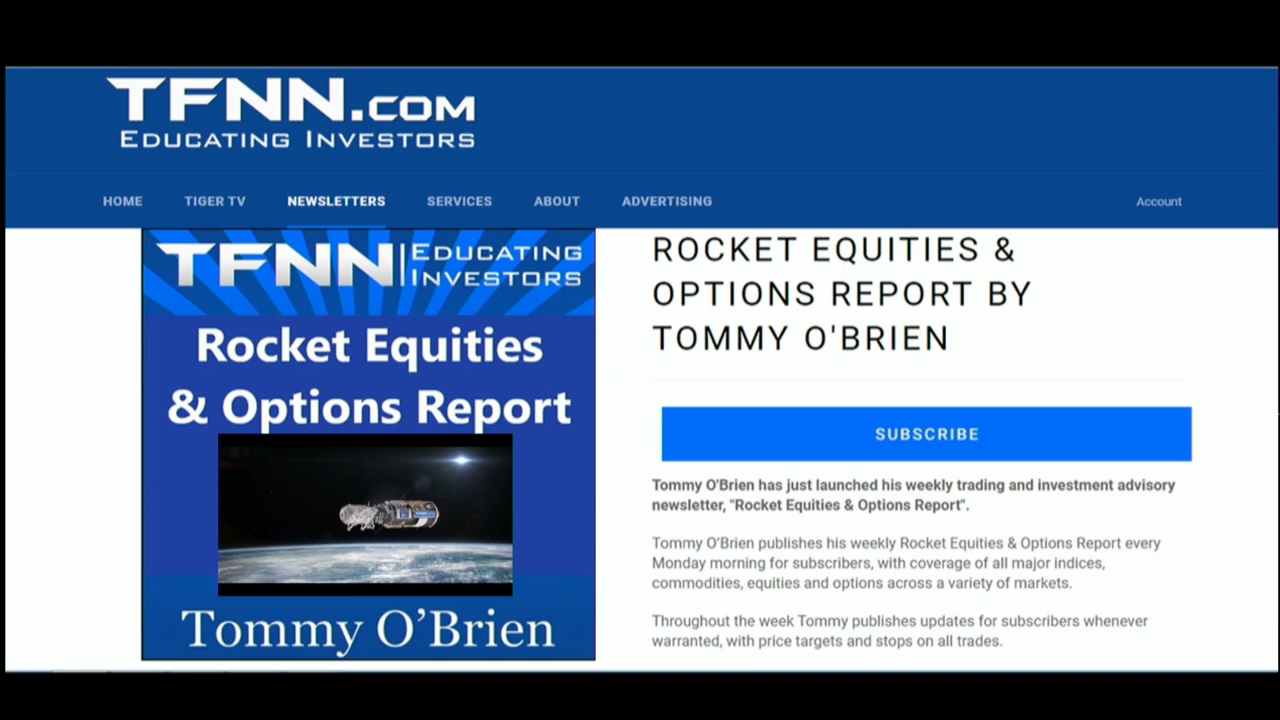 TFNN.COM
EDUCATING INVESTORS
HOME TIGER TV NEWSLETTERS SERVICES ABOUT ADVERTISING Account
TFNN EDUCATING
INVESTORS
Rocket Equities
& Options Report
Tommy O’Brien
ROCKET EQUITIES &
OPTIONS REPORT BY
TOMMY O'BRIEN
SUBSCRIBE
Tommy O'Brien has just launched his weekly trading and investment advisory
newsletter, "Rocket Equities & Options Report".
Tommy O’Brien publishes his weekly Rocket Equities & Options Report every
Monday morning for subscribers, with coverage of all major indices,
commodities, equities and options across a variety of markets.
Throughout the week Tommy publishes updates for subscribers whenever
warranted, with price targets and stops on all trades.